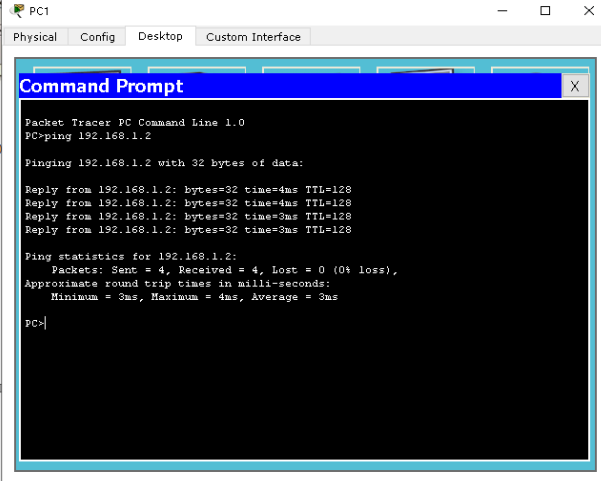 PC1
Physical Config Desktop Custom Interface
Command Prompt X
Packet Tracer PC Command Line 1.0
PC>ping 192.168.1.2
Pinging 192.168.1.2 with 32 bytes of data:
Reply from 192.168.1.2: bytes=32 time=4ms TTL=128
Reply from 192.168.1.2: bytes=32 time=4ms TTL=128
Reply from 192.168.1.2: bytes=32 time=3ms TTL=128
Reply from 192.168.1.2: bytes=32 time=3ms TTL=128
Ping statistics for 192.168.1.2:
Packets: Sent = 4, Received = 4, Lost = 0 (0% loss),
Approximate round trip times in milli-seconds:
Minimum = 3ms, Maximum = 4ms, Average = 3ms
PC>